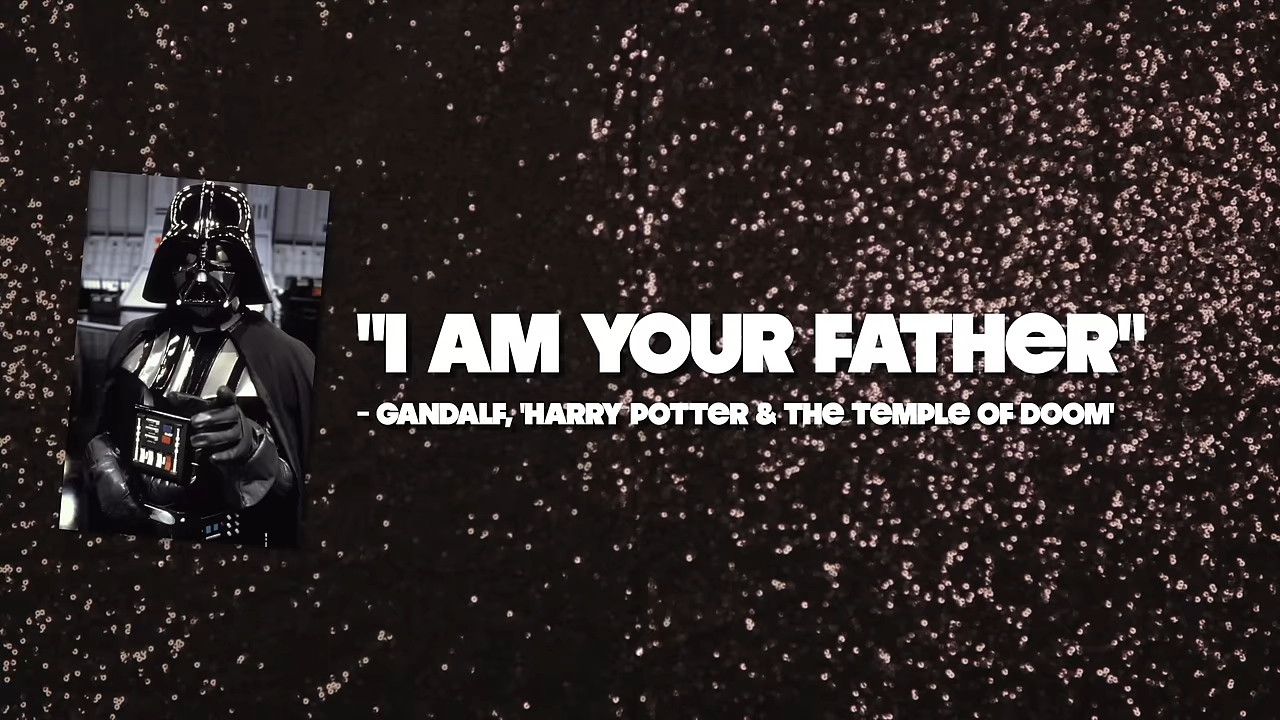 "I AM YOUR FATHER"
- GANDALF, 'HARRY POTTER & THE TEMPLE OF DOOM'